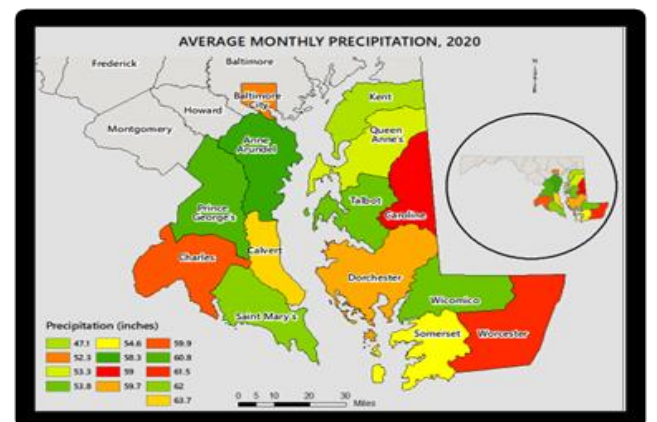 AVERAGE MONTHLY PRECIPITATION, 2020
Frederick
Baltimore
Baltimore
City
Howard
Montgomery
Kent
Queen
Anne's
Anne
Arundel
Talbot
Caroline
Prince
George's
Charles
Calvert
Dorchester
Saint Mary's
Wicomico
Somerset
Worcester
Precipitation (inches)
47.1 54.6 59.9
52.3 58.3 60.8
53.3 59 61.5
53.8 59.7 62
63.7
0 5 10 20 30
Miles